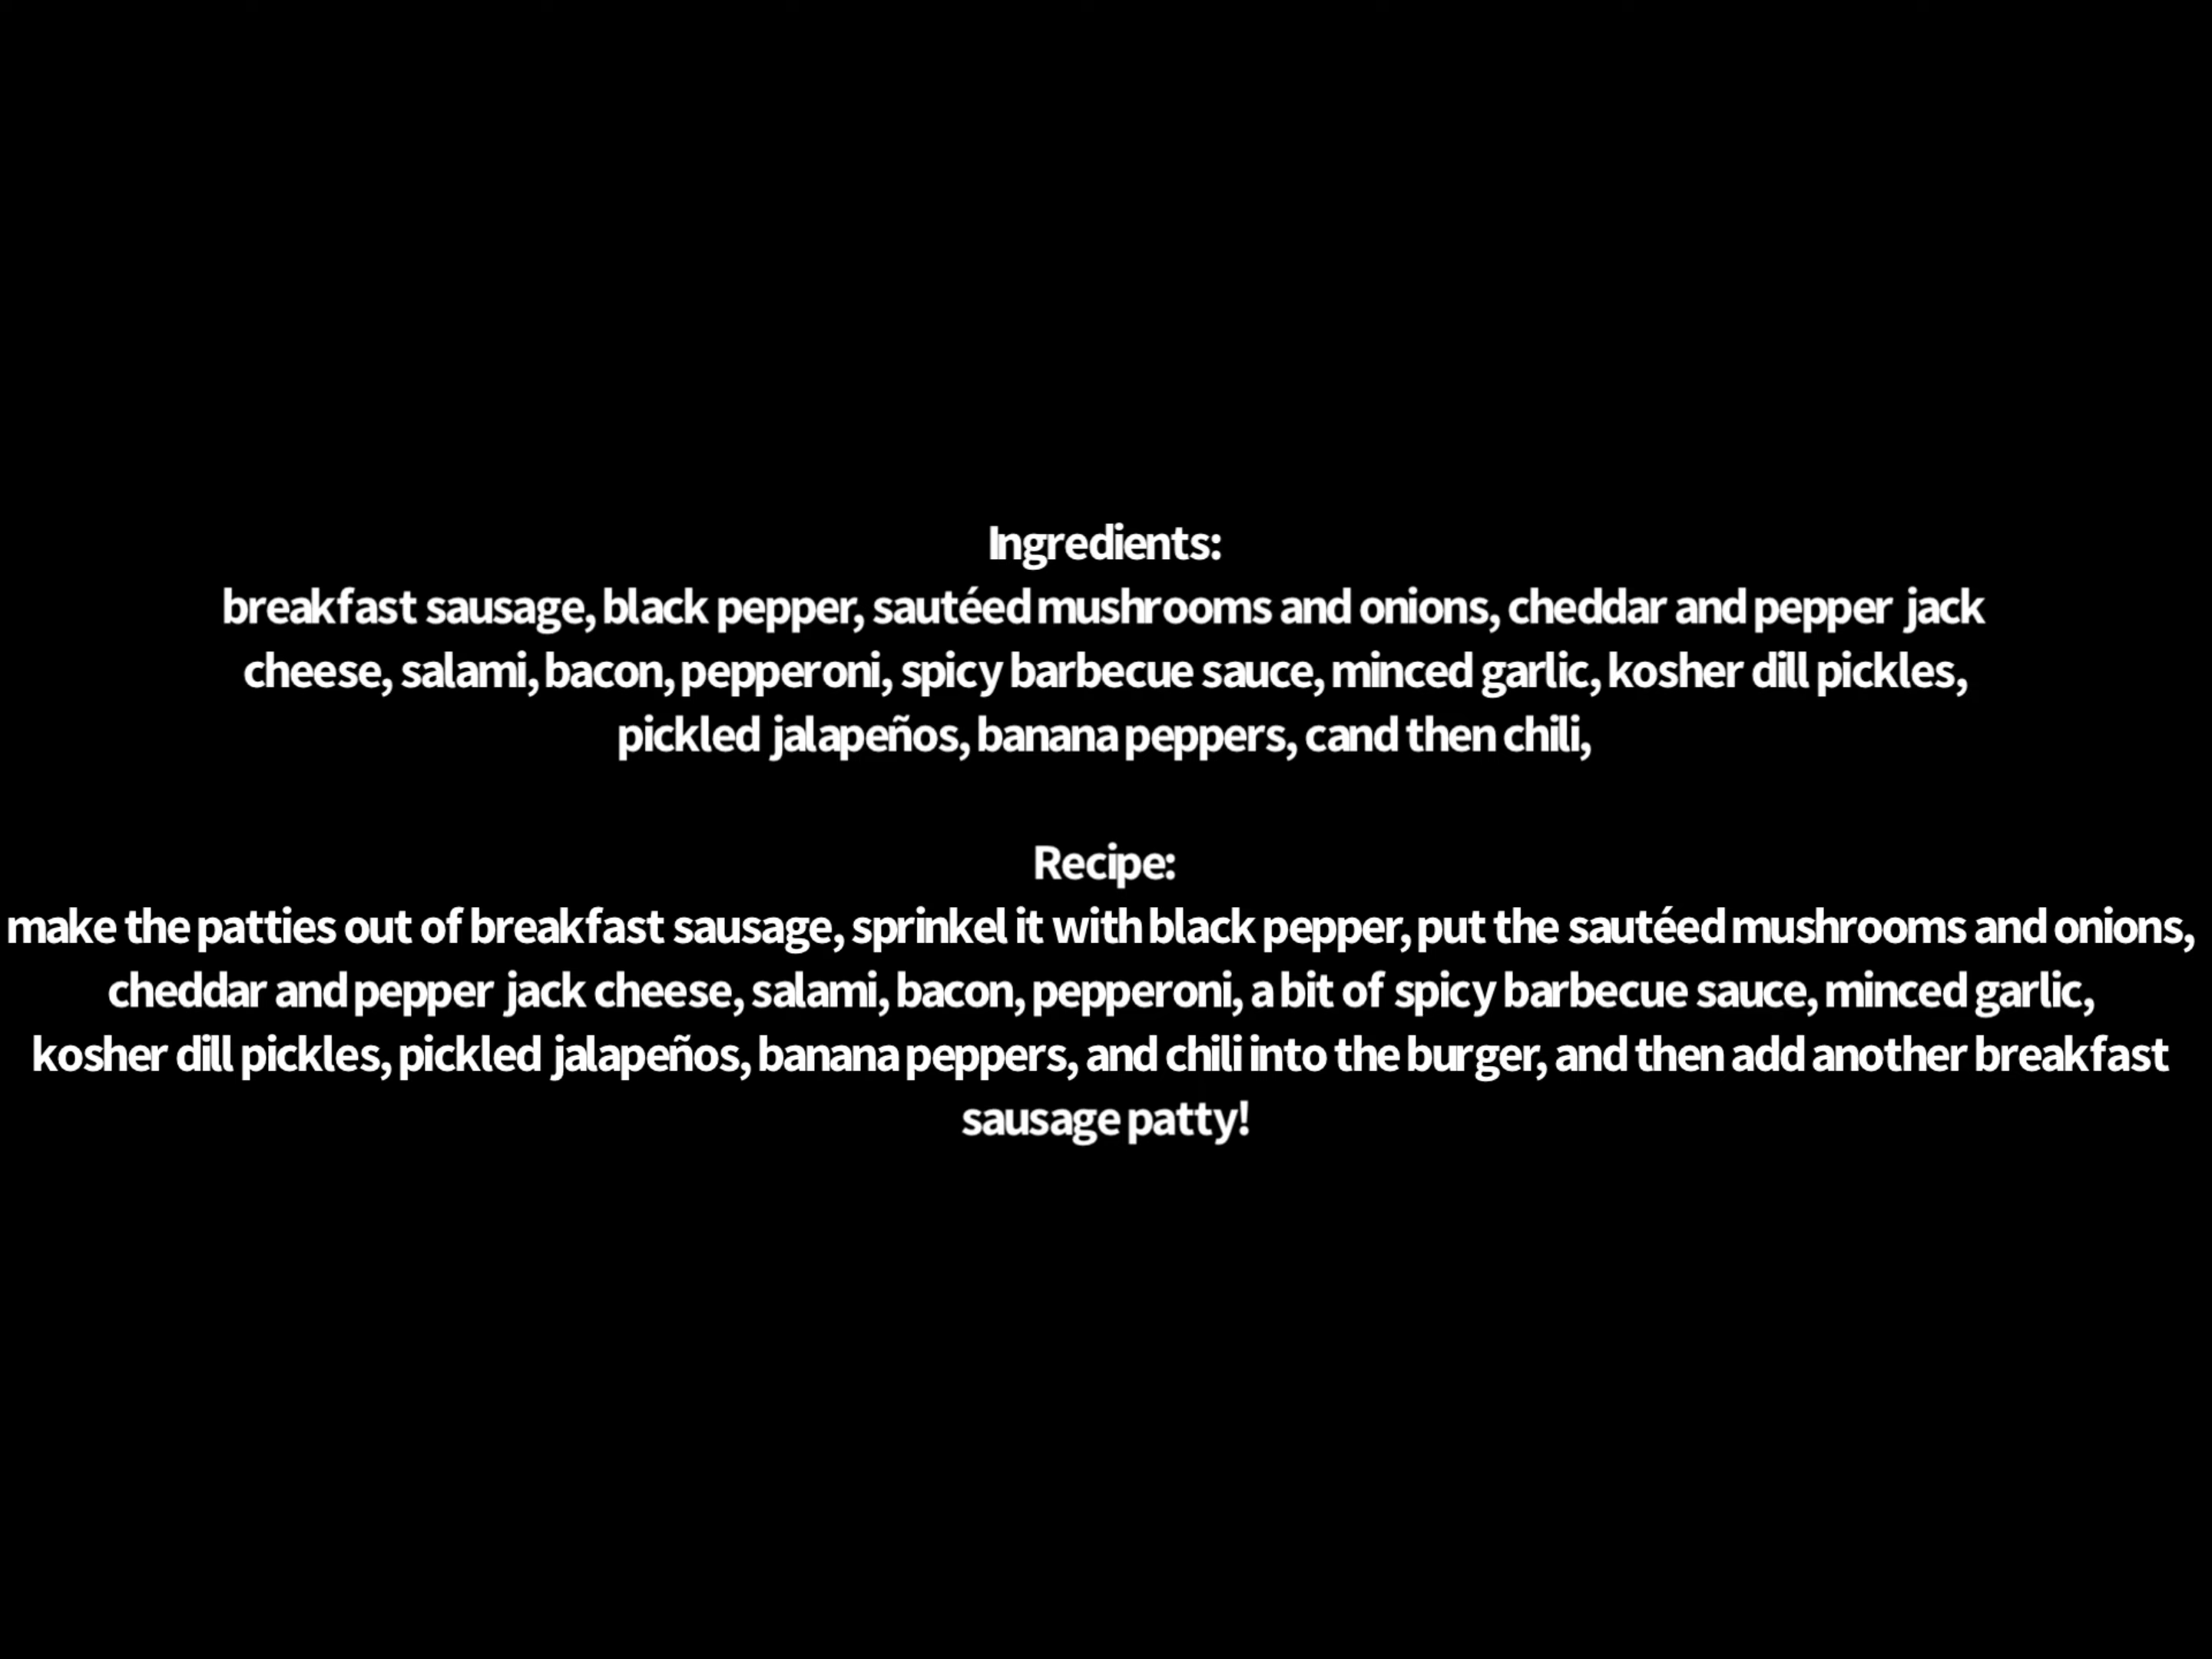 Ingredients:
breakfast sausage, black pepper, sautéed mushrooms and onions, cheddar and pepper jack
cheese, salami, bacon, pepperoni, spicy barbecue sauce, minced garlic, kosher dill pickles,
pickled jalapeños, banana peppers, cand then chili,
Recipe:
make the patties out of breakfast sausage, sprinkel it with black pepper, put the sautéed mushrooms and onions,
cheddar and pepper jack cheese, salami, bacon, pepperoni, a bit of spicy barbecue sauce, minced garlic,
kosher dill pickles, pickled jalapeños, banana peppers, and chili into the burger, and then add another breakfast
sausage patty!